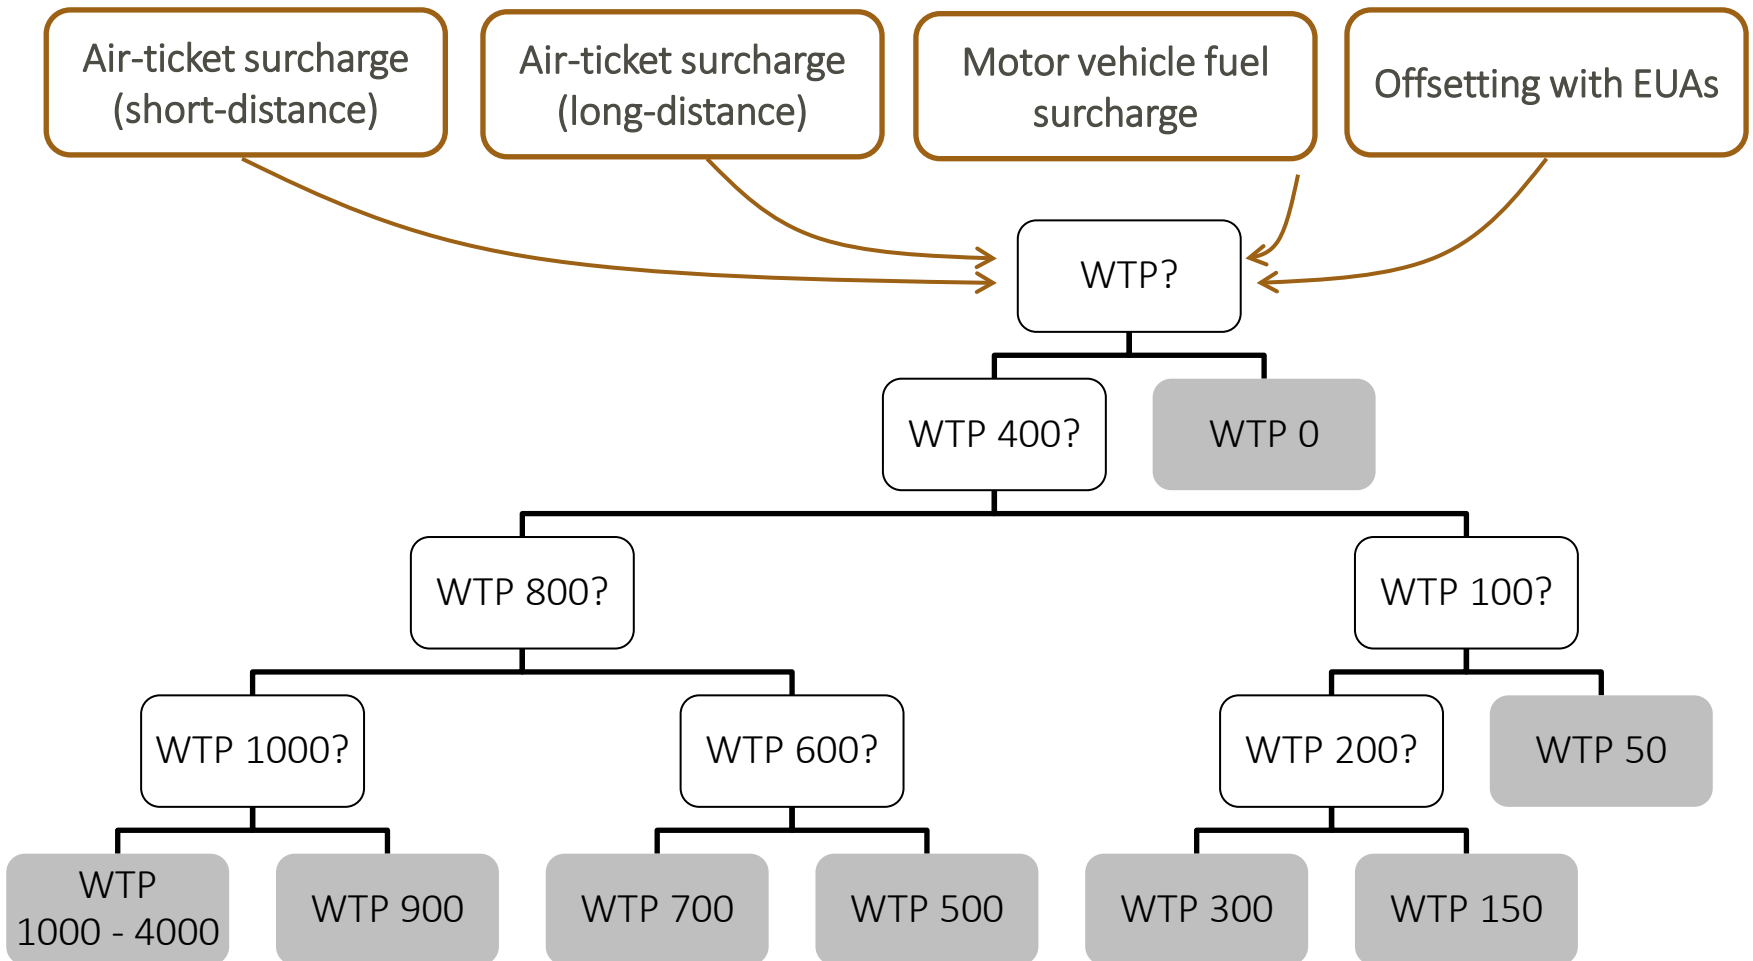 Air-ticket surcharge
(short-distance)
Air-ticket surcharge
(long-distance)
Motor vehicle fuel
surcharge
Offsetting with EUAs
WTP?
WTP 400?
WTP 0
WTP 800?
WTP 100?
WTP 1000?
WTP 600?
WTP 200?
WTP 50
WTP
1000 - 4000
WTP 900
WTP 700
WTP 500
WTP 300
WTP 150